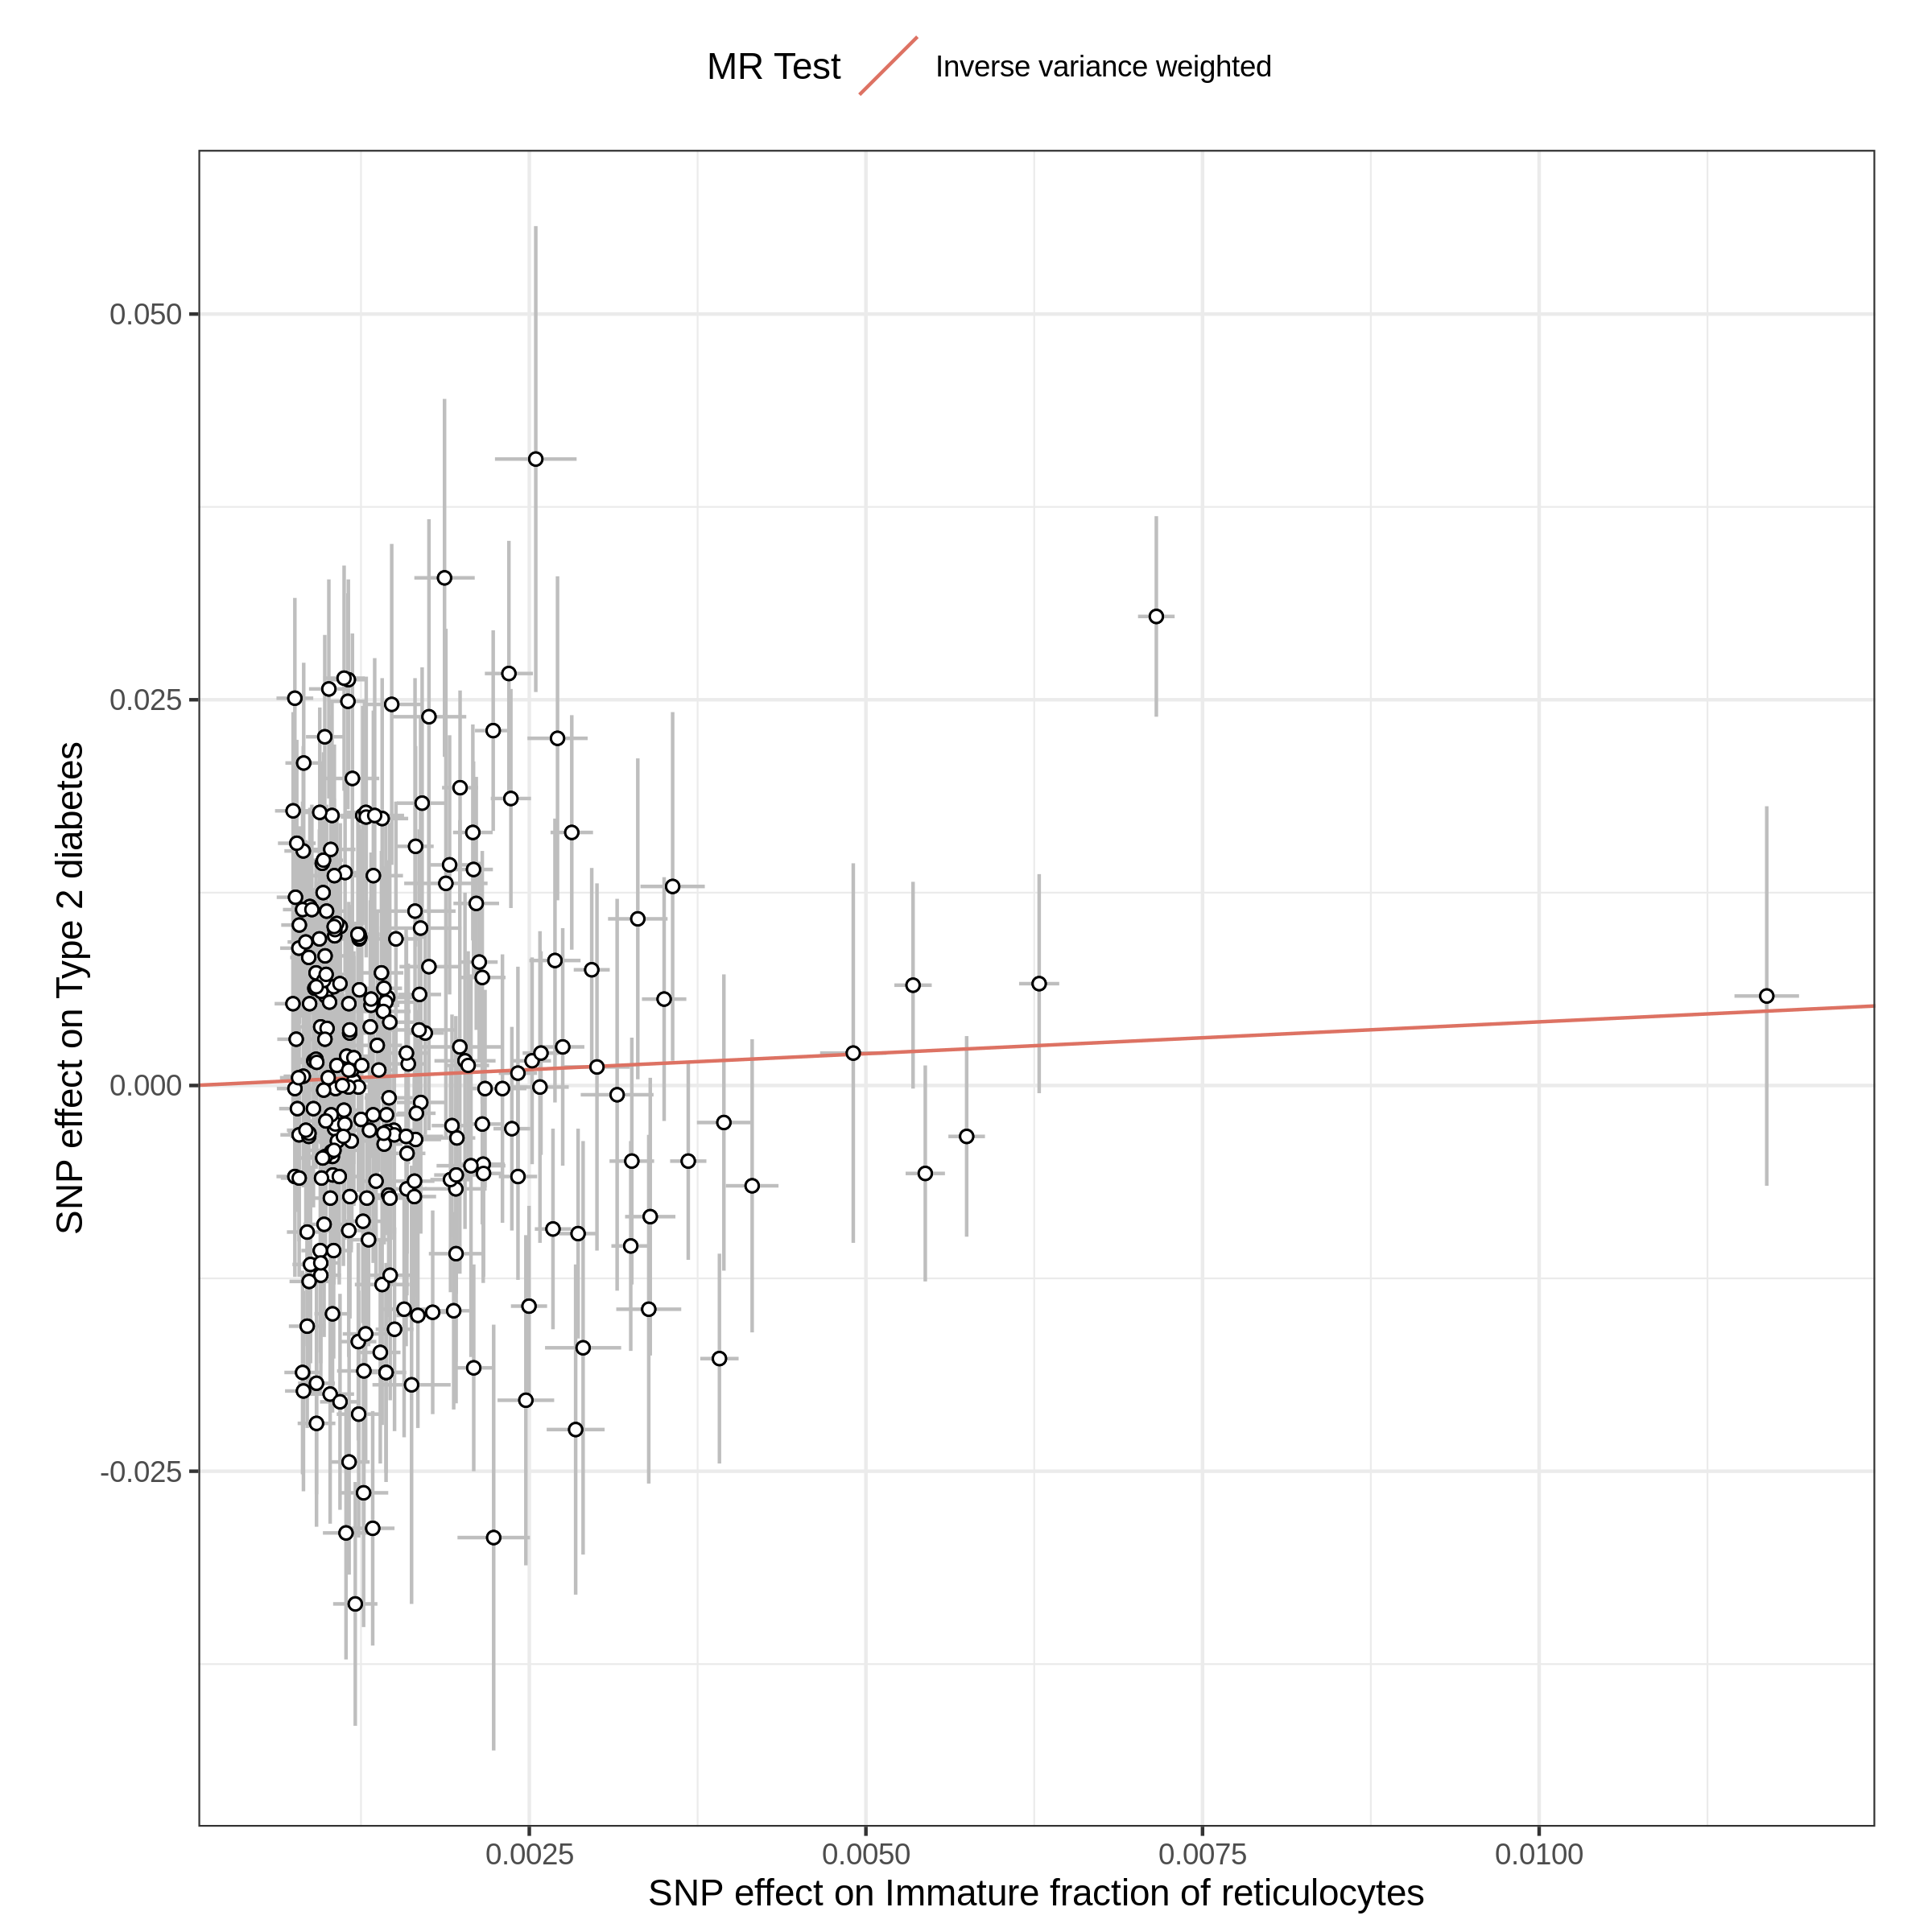 MR Test
Inverse variance weighted
SNP effect on Type 2 diabetes
0.050
0.025
0.000
-0.025
0.0025 0.0050 0.0075 0.0100
SNP effect on Immature fraction of reticulocytes